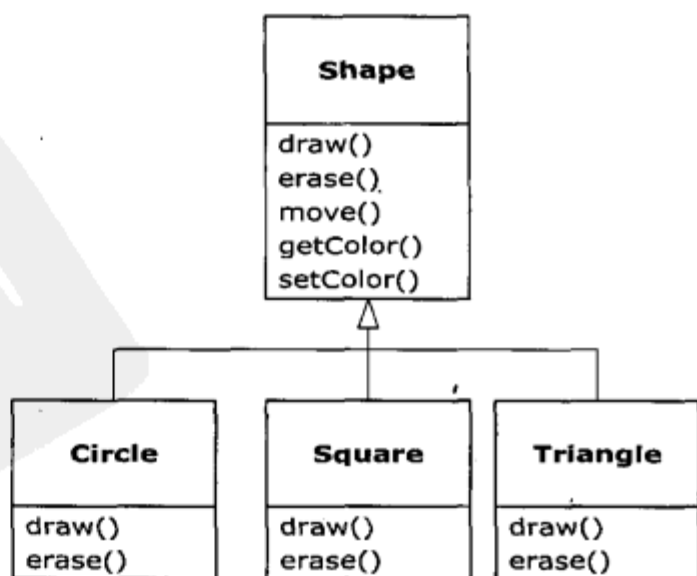 Shape
draw()
erase()
move()
getColor()
setColor()
Circle
draw()
erase()
Square
draw()
erase()
Triangle
draw()
erase()